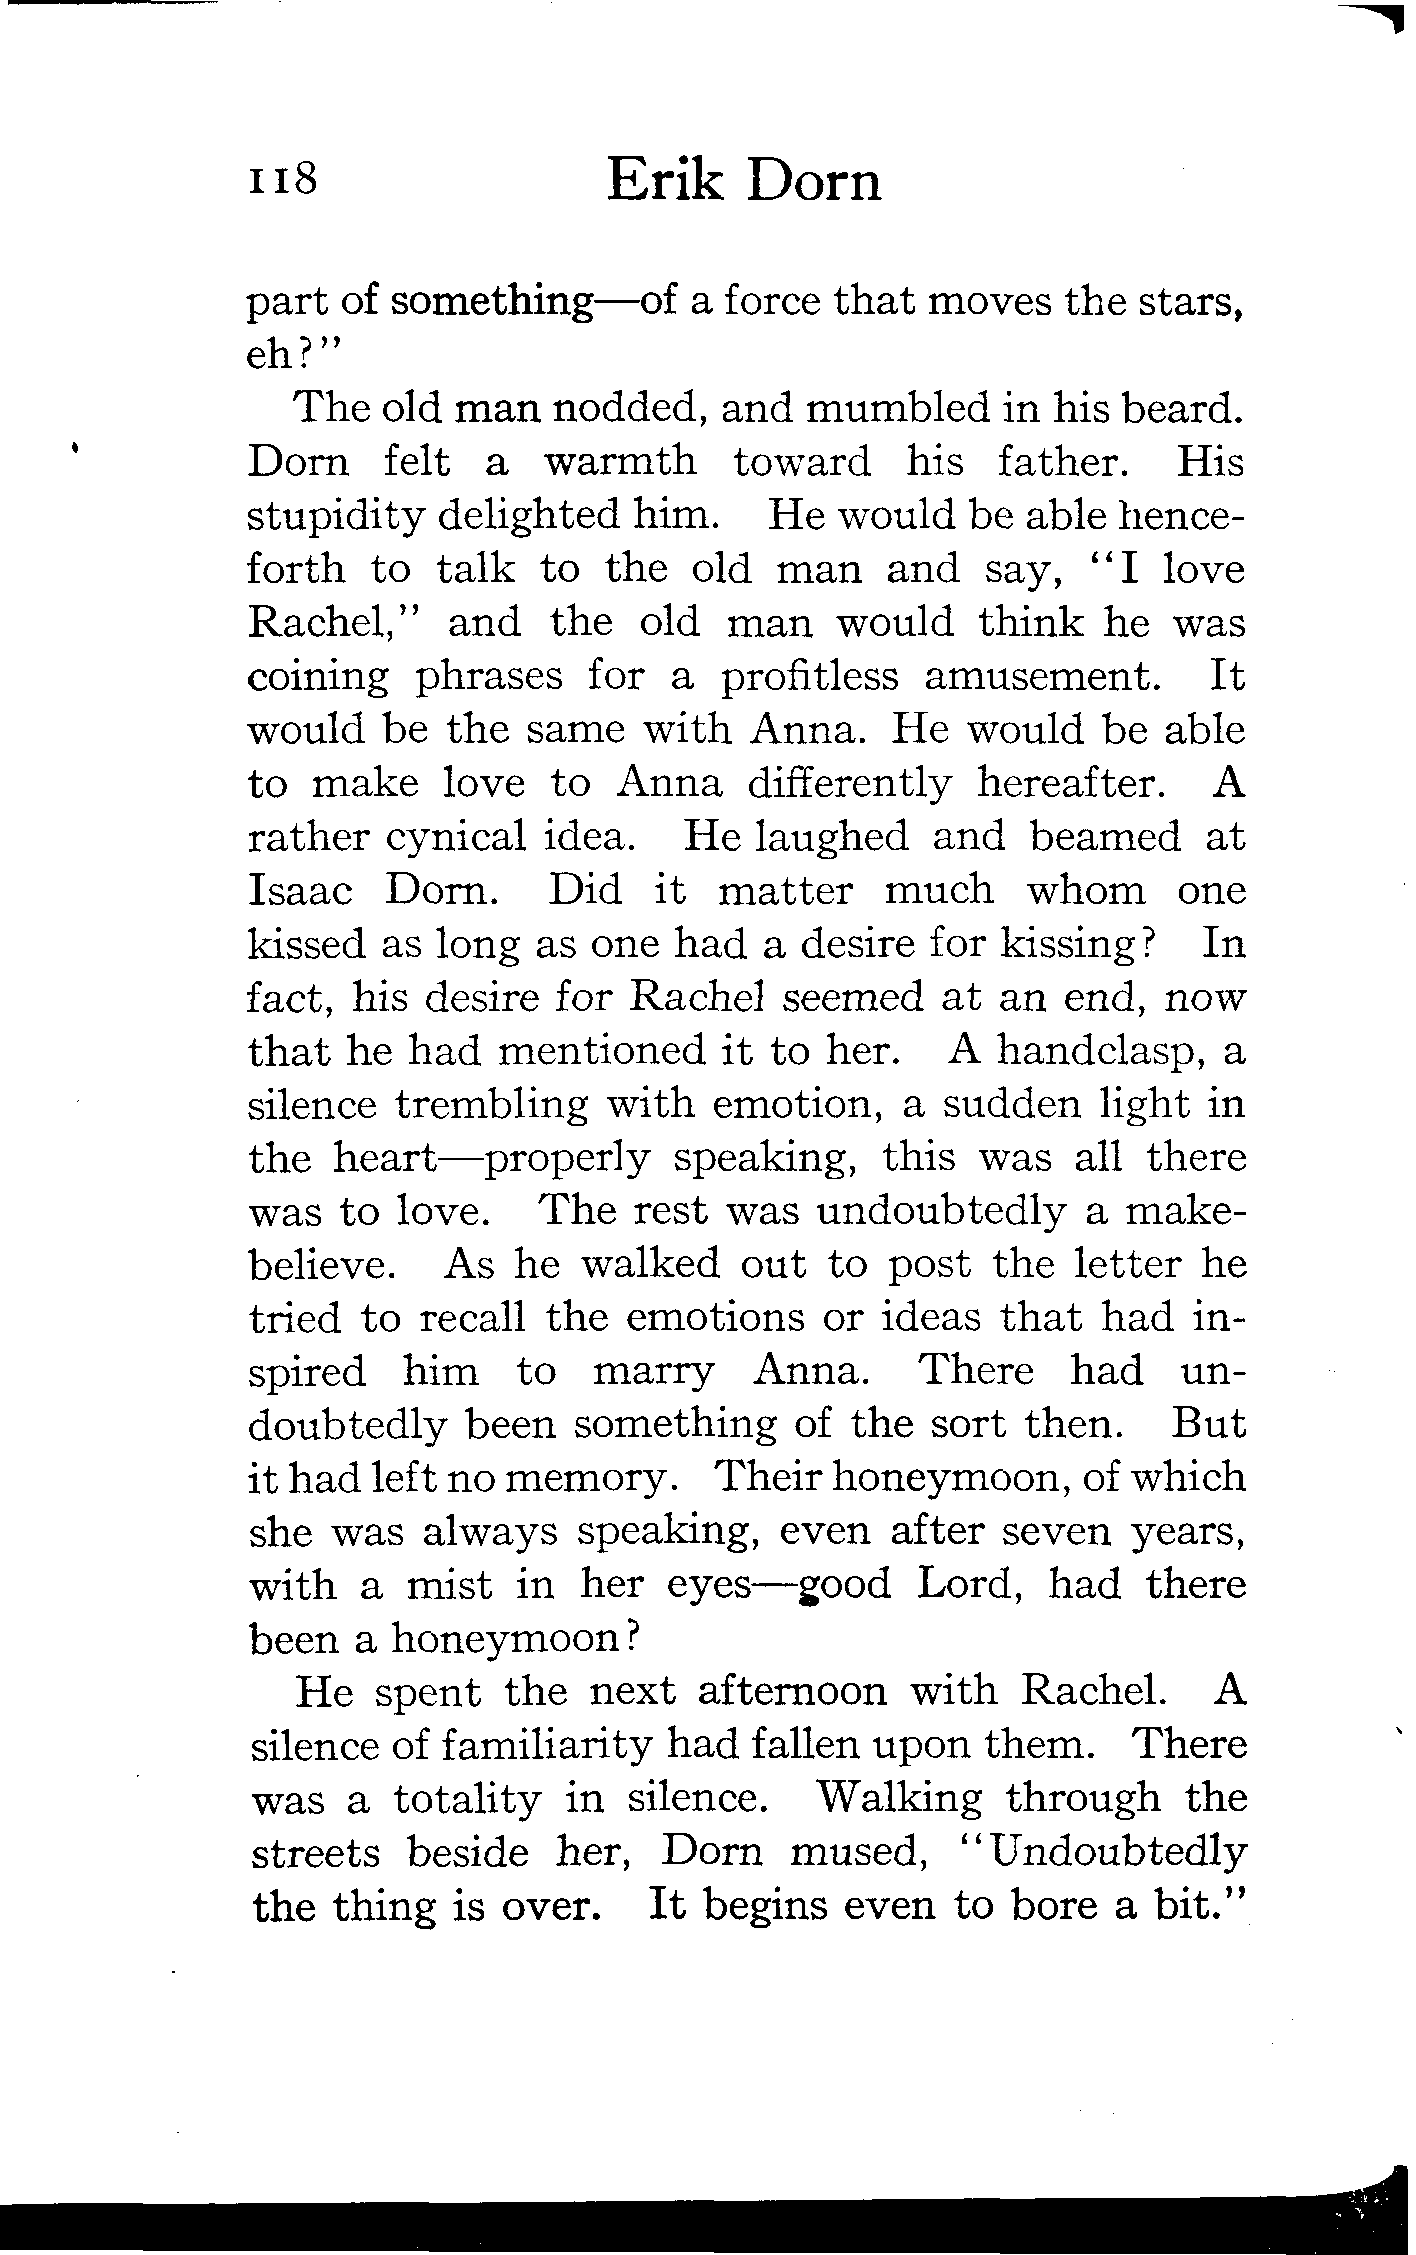 118 Erik Dorn
part of something—of a force that moves the stars,
eh?"
The old man nodded, and mumbled in his beard.
Dorn felt a warmth toward his father. His
stupidity delighted him. He would be able hence-
forth to talk to the old man and say, "I love
Rachel," and the old man would think he was
coining phrases for a profitless amusement. It
would be the same with Anna. He would be able
to make love to Anna differently hereafter. A
rather cynical idea. He laughed and beamed at
Isaac Dorn. Did it matter much whom one
kissed as long as one had a desire for kissing? In
fact, his desire for Rachel seemed at an end, now
that he had mentioned it to her. A handclasp, a
silence trembling with emotion, a sudden light in
the heart—properly speaking, this was all there
was to love. The rest was undoubtedly a make-
believe. As he walked out to post the letter he
tried to recall the emotions or ideas that had in-
spired him to marry Anna. There had un-
doubtedly been something of the sort then. But
it had left no memory. Their honeymoon, of which
she was always speaking, even after seven years,
with a mist in her eyes—good Lord, had there
been a honeymoon?
He spent the next afternoon with Rachel. A
silence of familiarity had fallen upon them. There
was a totality in silence. Walking through the
streets beside her, Dorn mused, "Undoubtedly
the thing is over. It begins even to bore a bit."